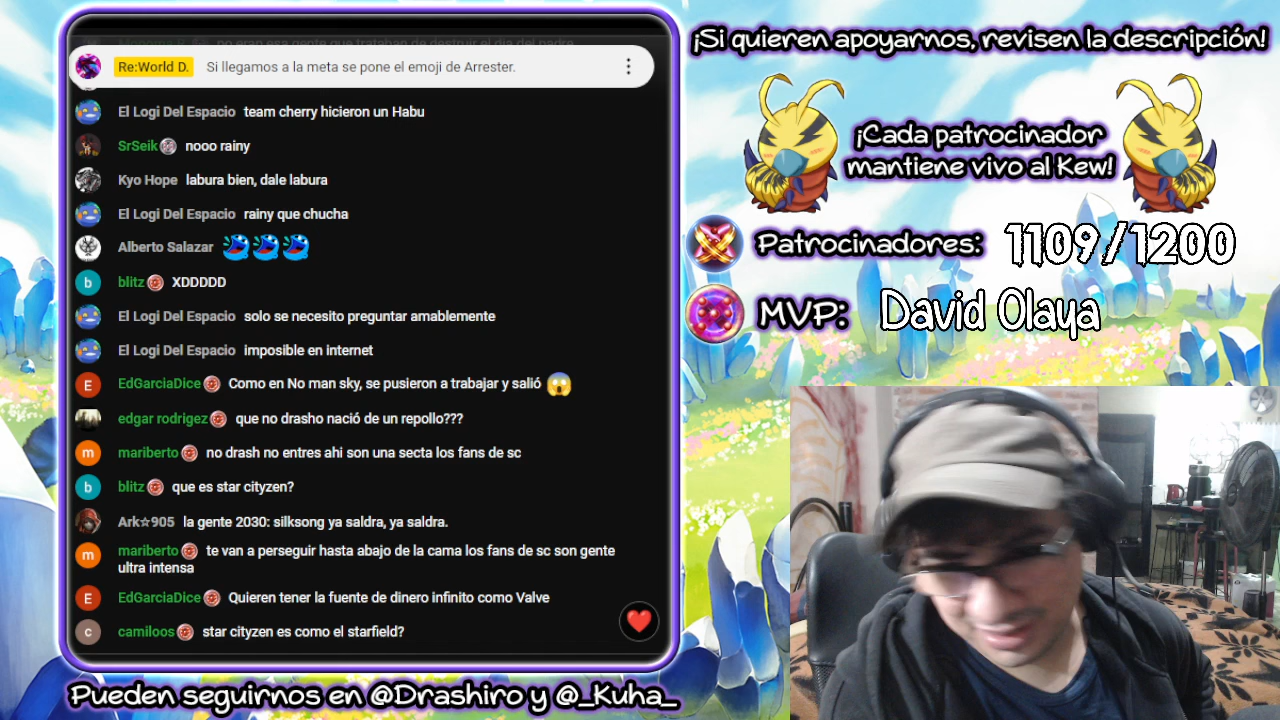 ¡Si quieren apoyarnos, revisen la descripción!
Re:World D. Si llegamos a la meta se pone el emoji de Arrester.
El Logi Del Espacio team cherry hicieron un Habu
SrSeik nooo rainy
Kyo Hope labura bien, dale labura
El Logi Del Espacio rainy que chucha
Alberto Salazar
b blitz XDDDDD
El Logi Del Espacio solo se necesito preguntar amablemente
El Logi Del Espacio imposible en internet
E EdGarciaDice Como en No man sky, se pusieron a trabajar y salió
edgar rodrigez que no drasho nació de un repollo???
m mariberto no drash no entres ahi son una secta los fans de sc
b blitz que es star cityzen?
Ark☆905 la gente 2030: silksong ya saldra, ya saldra.
m mariberto te van a perseguir hasta abajo de la cama los fans de sc son gente
ultra intensa
E EdGarciaDice Quieren tener la fuente de dinero infinito como Valve
c camiloos star cityzen es como el starfield?
¡Cada patrocinador
mantiene vivo al Kew!
Patrocinadores: 1109/1200
MVP: David Olaya
Pueden seguirnos en @Drashiro y @_Kuha_